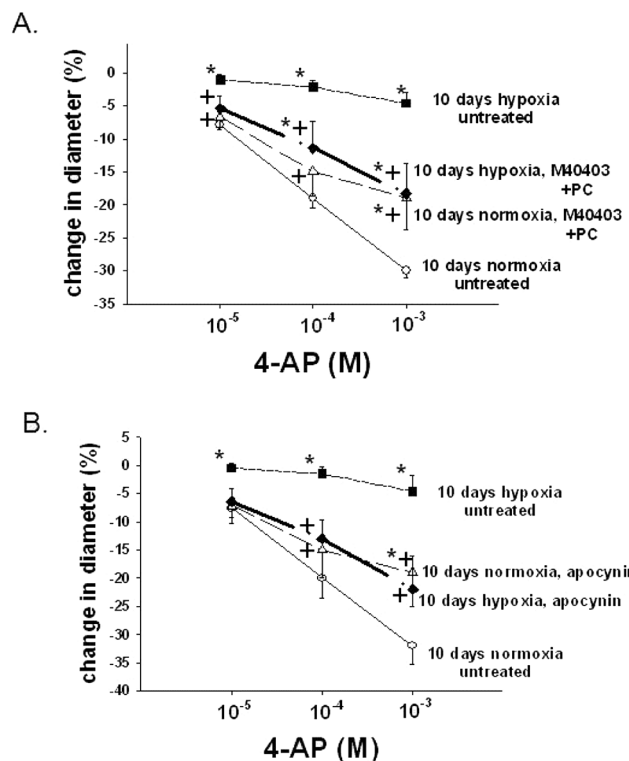 A.
change in diameter (%)
0
-5
-10
-15
-20
-25
-30
-35
* * *
10 days hypoxia
untreated
+
+
* +
+
* +
10 days hypoxia, M40403
+PC
* +
10 days normoxia, M40403
+PC
10 days normoxia
untreated
10⁻⁵ 10⁻⁴ 10⁻³
4-AP (M)
B.
change in diameter (%)
5
0
-5
-10
-15
-20
-25
-30
-35
-40
* * *
10 days hypoxia
untreated
+
+
* +
10 days normoxia, apocynin
+
10 days hypoxia, apocynin
10 days normoxia
untreated
10⁻⁵ 10⁻⁴ 10⁻³
4-AP (M)